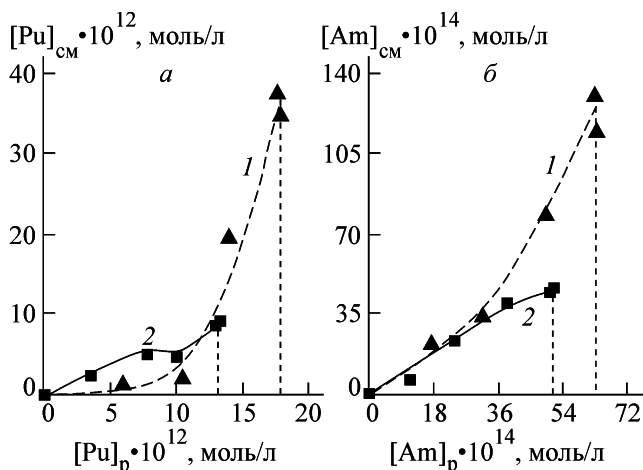 [Pu]см•10¹², моль/л
а
40
30
20
10
0
1
2
0 5 10 15 20
[Pu]р•10¹², моль/л
[Am]см•10¹⁴, моль/л
б
140
105
70
35
0
1
2
0 18 36 54 72
[Am]р•10¹⁴, моль/л